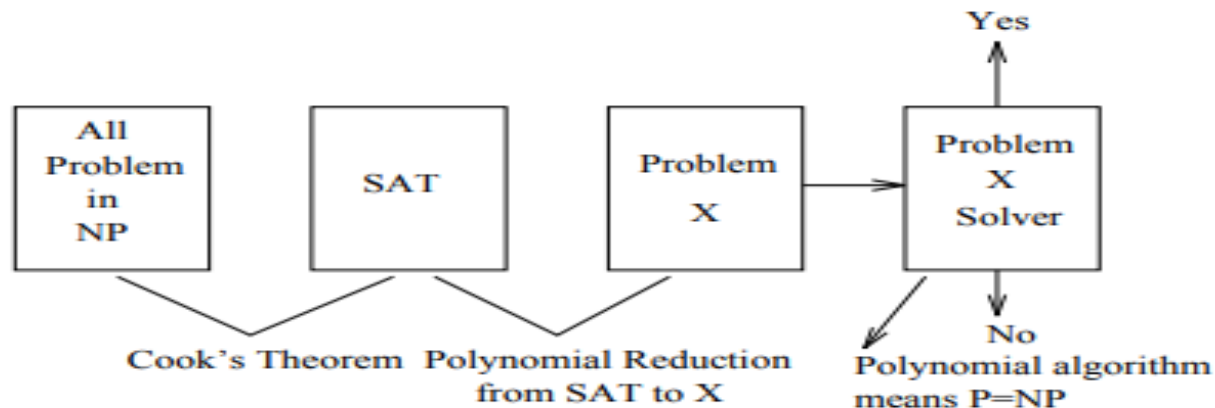 Yes
All
Problem
in
NP
SAT
Problem
X
Problem
X
Solver
Cook's Theorem
Polynomial Reduction
from SAT to X
No
Polynomial algorithm
means P=NP